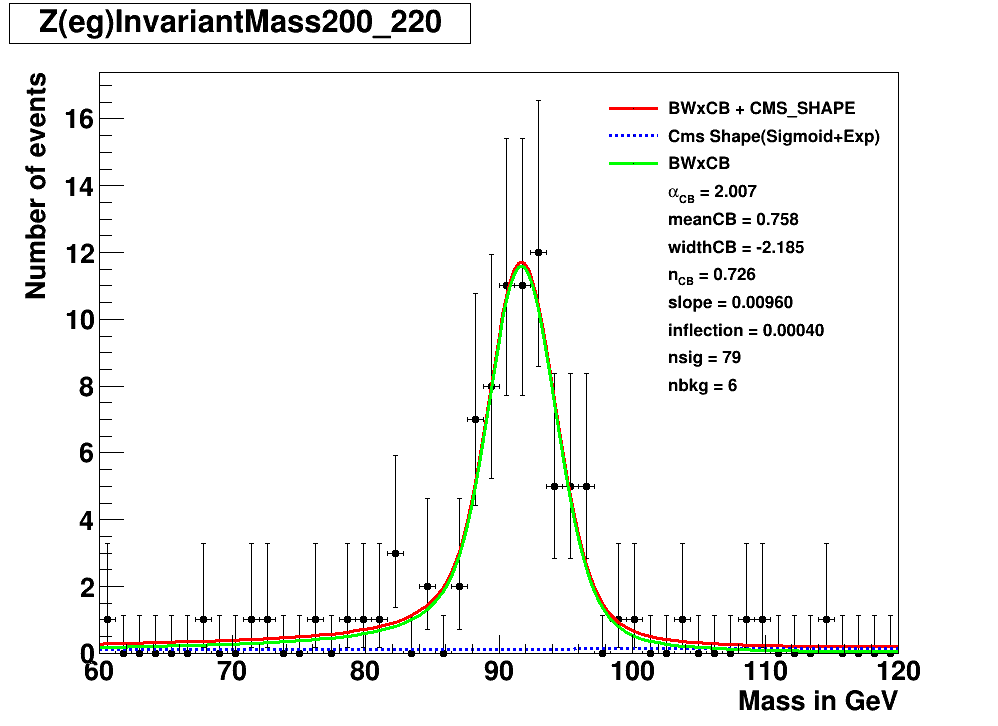 Z(eg)InvariantMass200_220
Number of events
16
14
12
10
8
6
4
2
0
60
70
80
90
100
110
120
Mass in GeV
BWxCB + CMS_SHAPE
Cms Shape(Sigmoid+Exp)
BWxCB
αCB = 2.007
meanCB = 0.758
widthCB = -2.185
nCB = 0.726
slope = 0.00960
inflection = 0.00040
nsig = 79
nbkg = 6